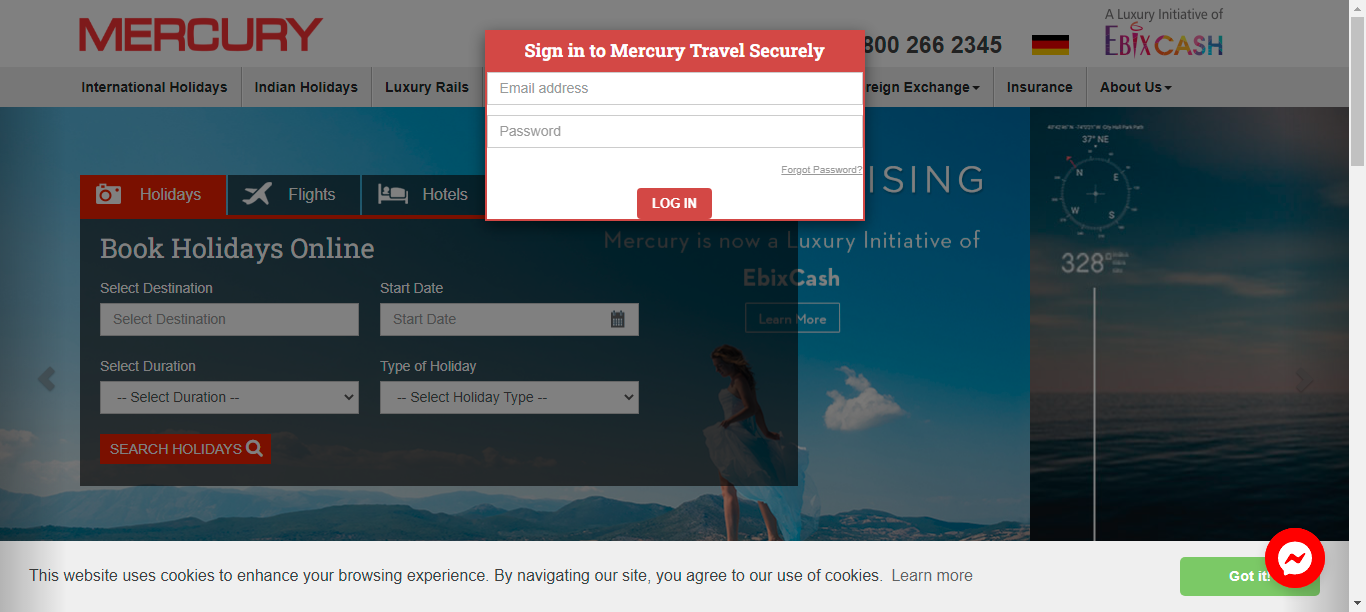 MERCURY
A Luxury Initiative of
EBIXCASH
800 266 2345
International Holidays
Indian Holidays
Luxury Rails
reign Exchange
Insurance
About Us
Sign in to Mercury Travel Securely
Email address
Password
Forgot Password?
LOG IN
Holidays
Flights
Hotels
ISING
Mercury is now a Luxury Initiative of
EbixCash
Learn More
Book Holidays Online
Select Destination
Start Date
Select Destination
Start Date
Select Duration
Type of Holiday
-- Select Duration --
-- Select Holiday Type --
SEARCH HOLIDAYS
37° NE
N
E
W
S
328°
This website uses cookies to enhance your browsing experience. By navigating our site, you agree to our use of cookies. Learn more
Got it!